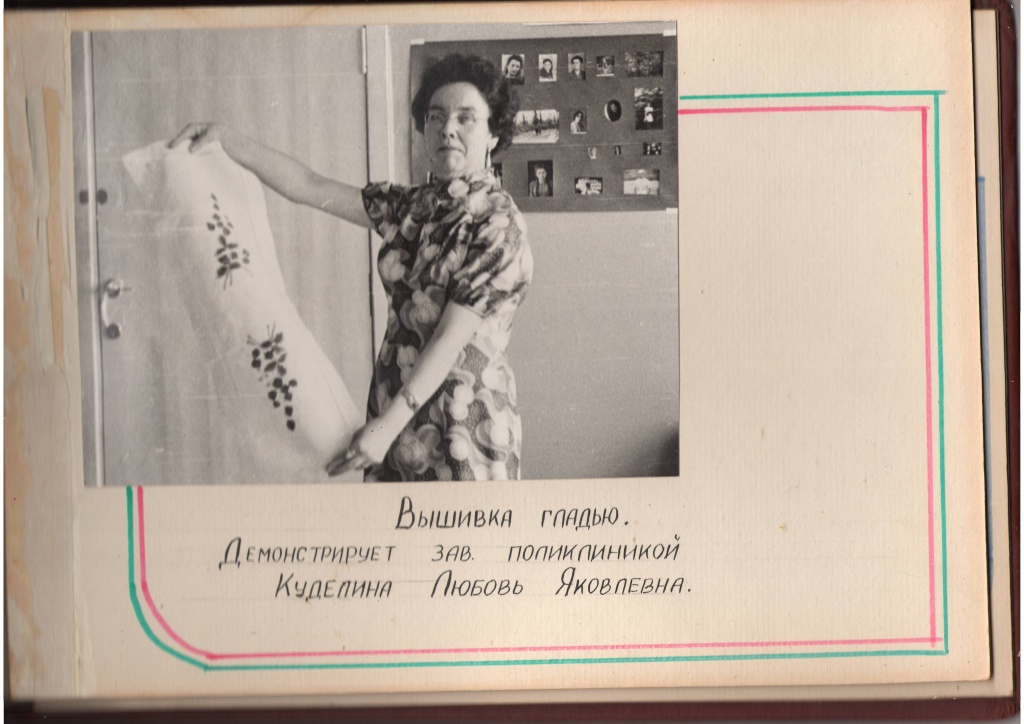 Вышивка гладью.
Демонстрирует зав. поликлиникой
Куделина Любовь Яковлевна.